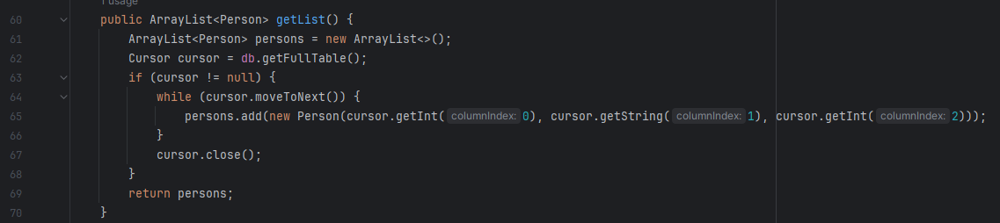 1 usage
60 public ArrayList<Person> getList() {
61 ArrayList<Person> persons = new ArrayList<>();
62 Cursor cursor = db.getFullTable();
63 if (cursor != null) {
64 while (cursor.moveToNext()) {
65 persons.add(new Person(cursor.getInt( columnIndex: 0), cursor.getString( columnIndex: 1), cursor.getInt( columnIndex: 2)));
66 }
67 cursor.close();
68 }
69 return persons;
70 }